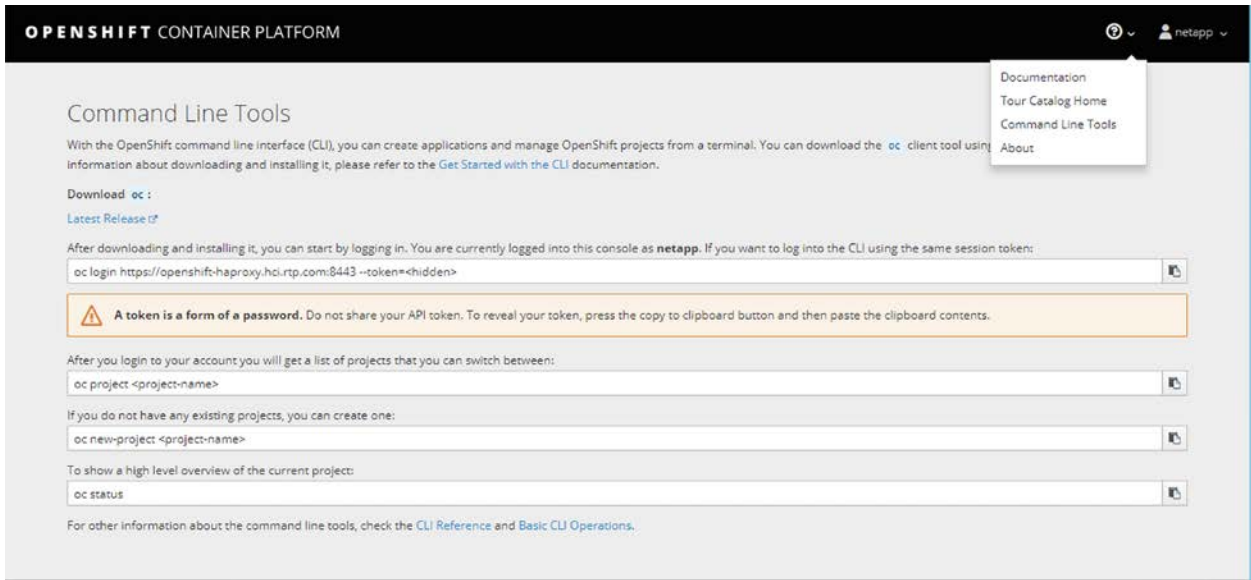 OPENSHIFT CONTAINER PLATFORM
netapp
Documentation
Tour Catalog Home
Command Line Tools
About
Command Line Tools
With the OpenShift command line interface (CLI), you can create applications and manage OpenShift projects from a terminal. You can download the oc client tool using
information about downloading and installing it, please refer to the Get Started with the CLI documentation.
Download oc :
Latest Release
After downloading and installing it, you can start by logging in. You are currently logged into this console as netapp. If you want to log into the CLI using the same session token:
oc login https://openshift-haproxy.hci.rtp.com:8443 --token=<hidden>
A token is a form of a password. Do not share your API token. To reveal your token, press the copy to clipboard button and then paste the clipboard contents.
After you login to your account you will get a list of projects that you can switch between:
oc project <project-name>
If you do not have any existing projects, you can create one:
oc new-project <project-name>
To show a high level overview of the current project:
oc status
For other information about the command line tools, check the CLI Reference and Basic CLI Operations.